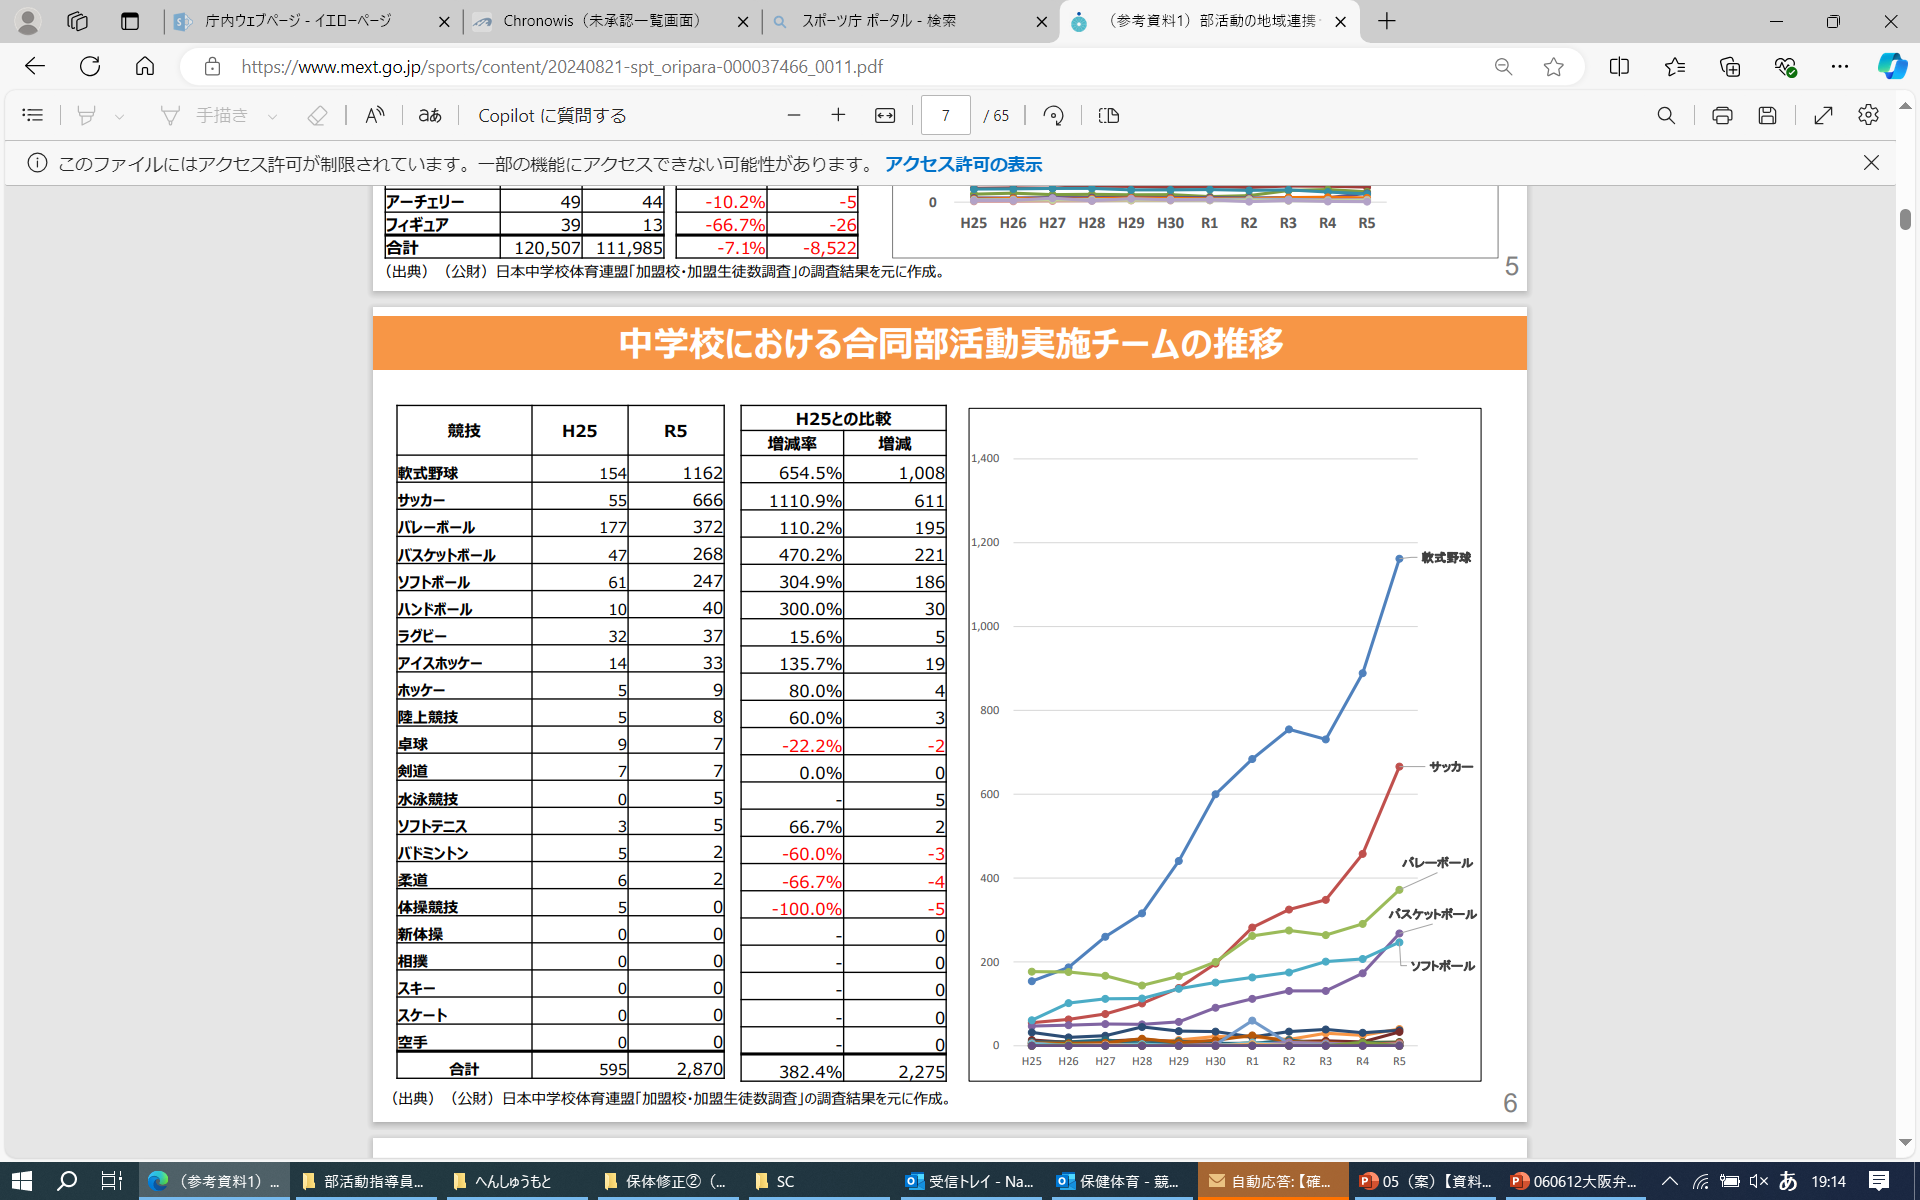 庁内ウェブページ - イエローページ
Chronowis（未承認一覧画面）
スポーツ庁 ポータル - 検索
（参考資料1）部活動の地域連携
https://www.mext.go.jp/sports/content/20240821-spt_oripara-000037466_0011.pdf
手描き
aあ
Copilot に質問する
7 / 65
このファイルにはアクセス許可が制限されています。一部の機能にアクセスできない可能性があります。 アクセス許可の表示
アーチェリー 49 44 -10.2% -5
フィギュア 39 13 -66.7% -26
合計 120,507 111,985 -7.1% -8,522
（出典）（公財）日本中学校体育連盟「加盟校・加盟生徒数調査」の調査結果を元に作成。
0
H25 H26 H27 H28 H29 H30 R1 R2 R3 R4 R5
5
中学校における合同部活動実施チームの推移
競技 H25 R5 H25との比較
増減率 増減
軟式野球 154 1162 654.5% 1,008
サッカー 55 666 1110.9% 611
バレーボール 177 372 110.2% 195
バスケットボール 47 268 470.2% 221
ソフトボール 61 247 304.9% 186
ハンドボール 10 40 300.0% 30
ラグビー 32 37 15.6% 5
アイスホッケー 14 33 135.7% 19
ホッケー 5 9 80.0% 4
陸上競技 5 8 60.0% 3
卓球 9 7 -22.2% -2
剣道 7 7 0.0% 0
水泳競技 0 5 - 5
ソフトテニス 3 5 66.7% 2
バドミントン 5 2 -60.0% -3
柔道 6 2 -66.7% -4
体操競技 5 0 -100.0% -5
新体操 0 0 - 0
相撲 0 0 - 0
スキー 0 0 - 0
スケート 0 0 - 0
空手 0 0 - 0
合計 595 2,870 382.4% 2,275
1,400
1,200
1,000
800
600
400
200
0
軟式野球
サッカー
バレーボール
バスケットボール
ソフトボール
H25 H26 H27 H28 H29 H30 R1 R2 R3 R4 R5
（出典）（公財）日本中学校体育連盟「加盟校・加盟生徒数調査」の調査結果を元に作成。
6
（参考資料1）...
部活動指導員...
へんしゅうもと
保体修正②（...
SC
受信トレイ - Na...
保健体育 - 競...
自動応答:【確...
05（案）【資料...
060612大阪弁...
あ
19:14